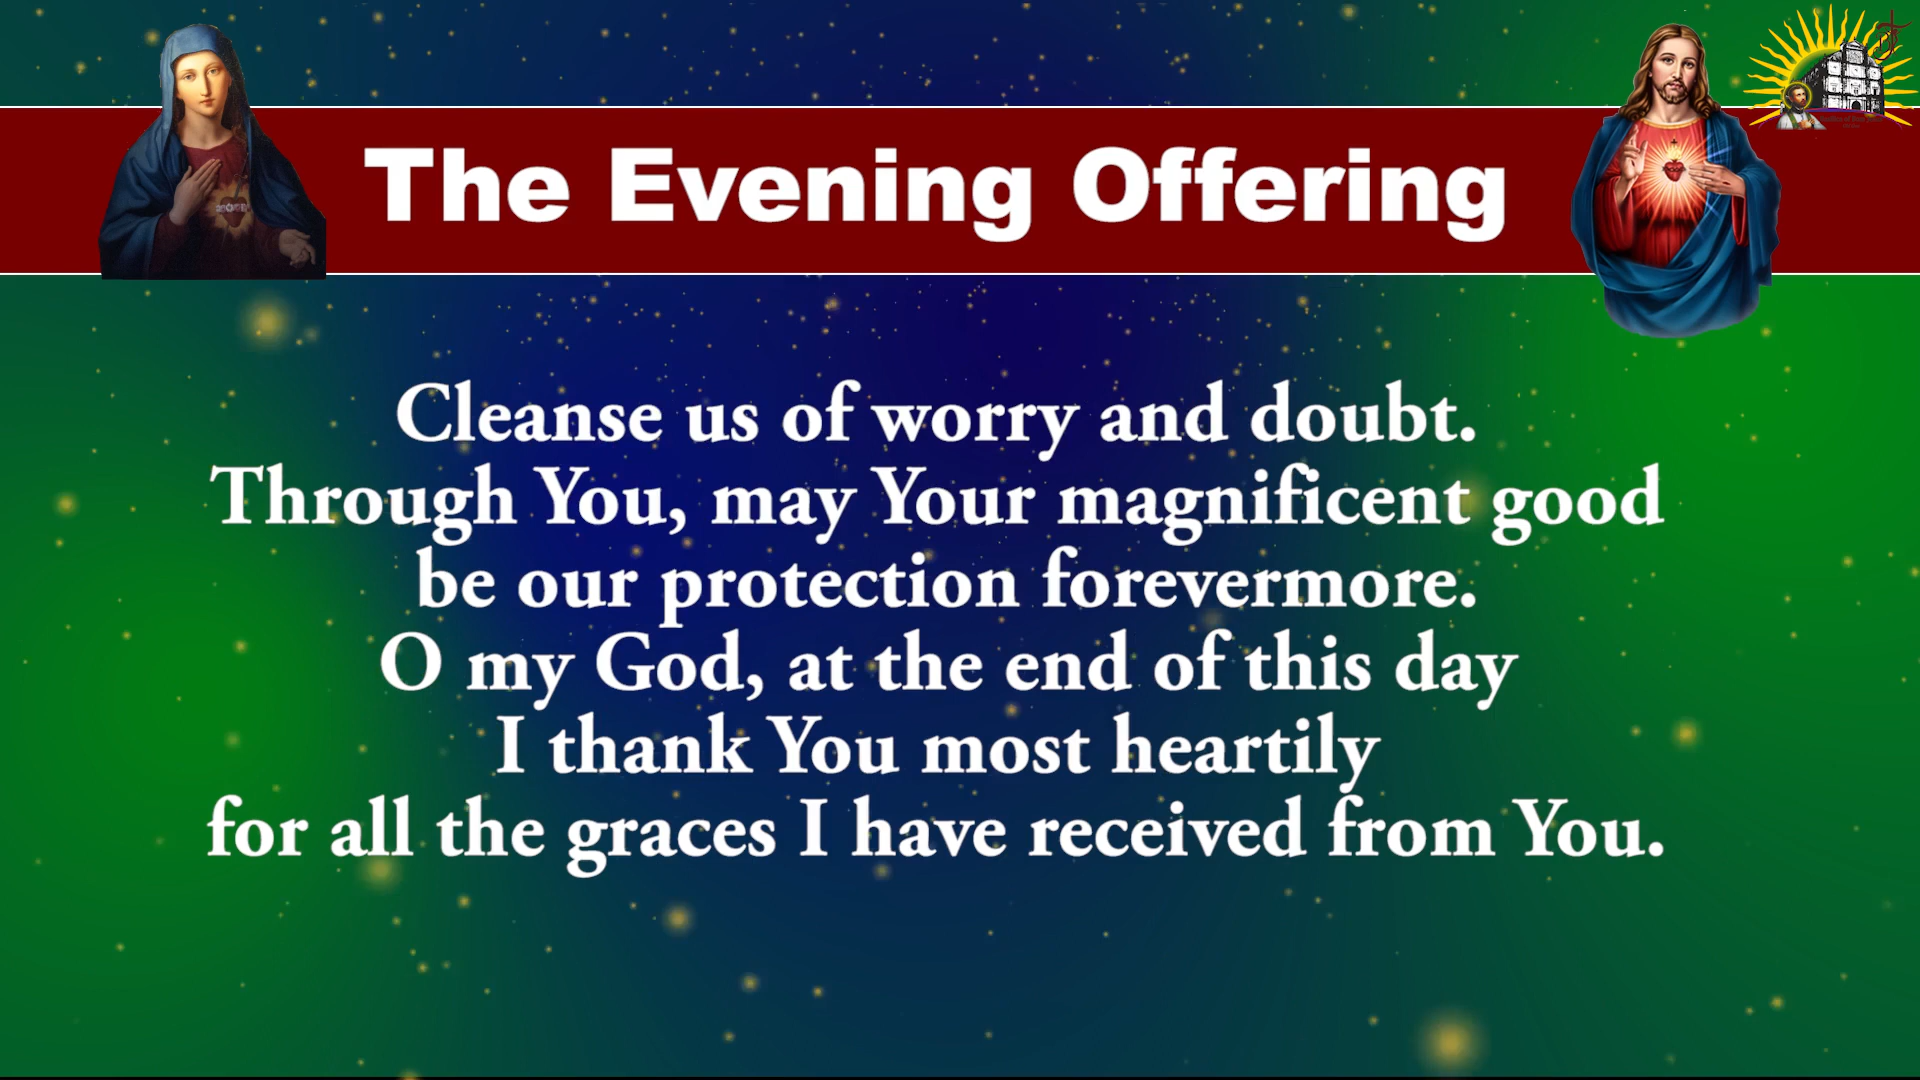 The Evening Offering
Cleanse us of worry and doubt.
Through You, may Your magnificent good
be our protection forevermore.
O my God, at the end of this day
I thank You most heartily
for all the graces I have received from You.